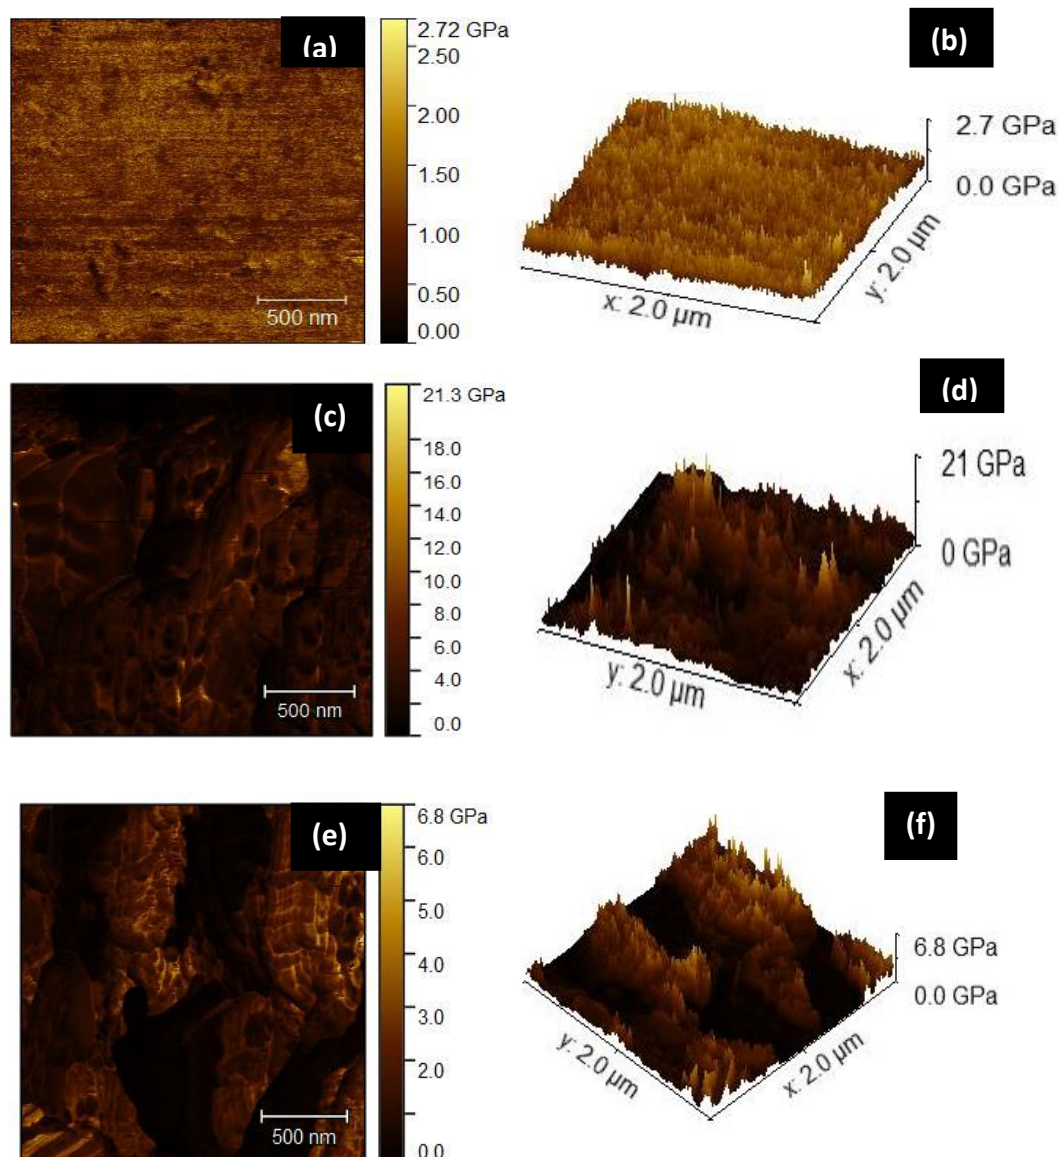 (a)
2.72 GPa
2.50
2.00
1.50
1.00
0.50
0.00
500 nm
(b)
2.7 GPa
0.0 GPa
x: 2.0 µm
y: 2.0 µm
(c)
21.3 GPa
18.0
16.0
14.0
12.0
10.0
8.0
6.0
4.0
0.0
500 nm
(d)
21 GPa
0 GPa
y: 2.0 µm
x: 2.0 µm
(e)
6.8 GPa
6.0
5.0
4.0
3.0
2.0
0.0
500 nm
(f)
6.8 GPa
0.0 GPa
y: 2.0 µm
x: 2.0 µm